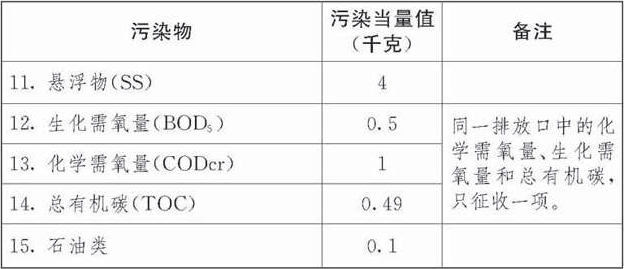 污染物 污染当量值（千克） 备注
11. 悬浮物(SS) 4
12. 生化需氧量(BOD₅) 0.5 同一排放口中的化学需氧量、生化需氧量和总有机碳，只征收一项。
13. 化学需氧量(CODcr) 1
14. 总有机碳(TOC) 0.49
15. 石油类 0.1